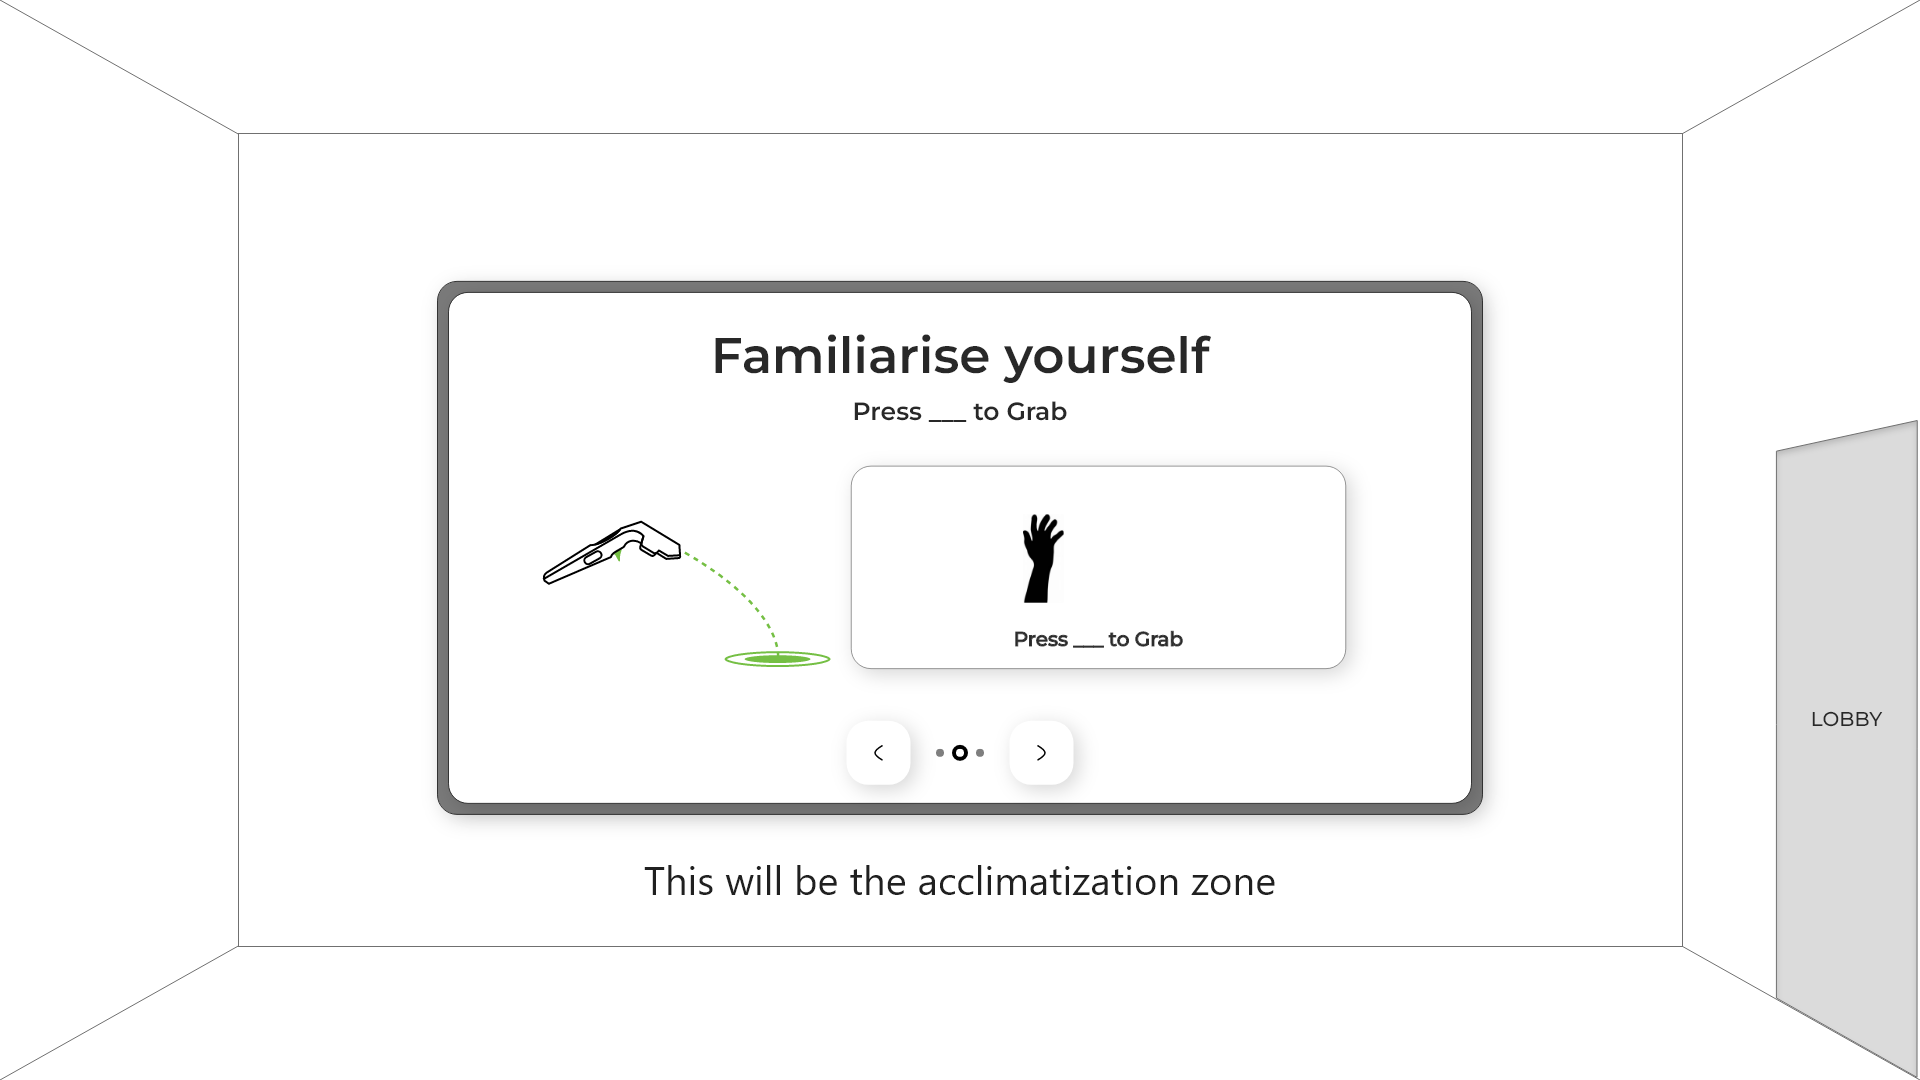 Familiarise yourself
Press ___ to Grab
Press ___ to Grab
LOBBY
This will be the acclimatization zone